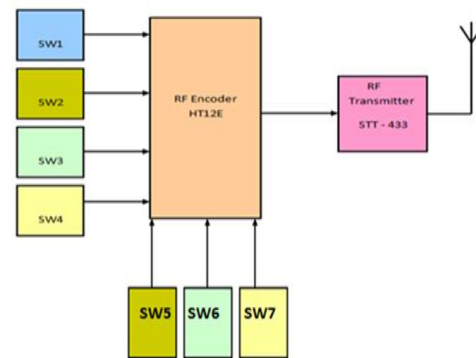 SW1
SW2
SW3
SW4
RF Encoder
HT12E
RF
Transmitter
STT - 433
SW5
SW6
SW7